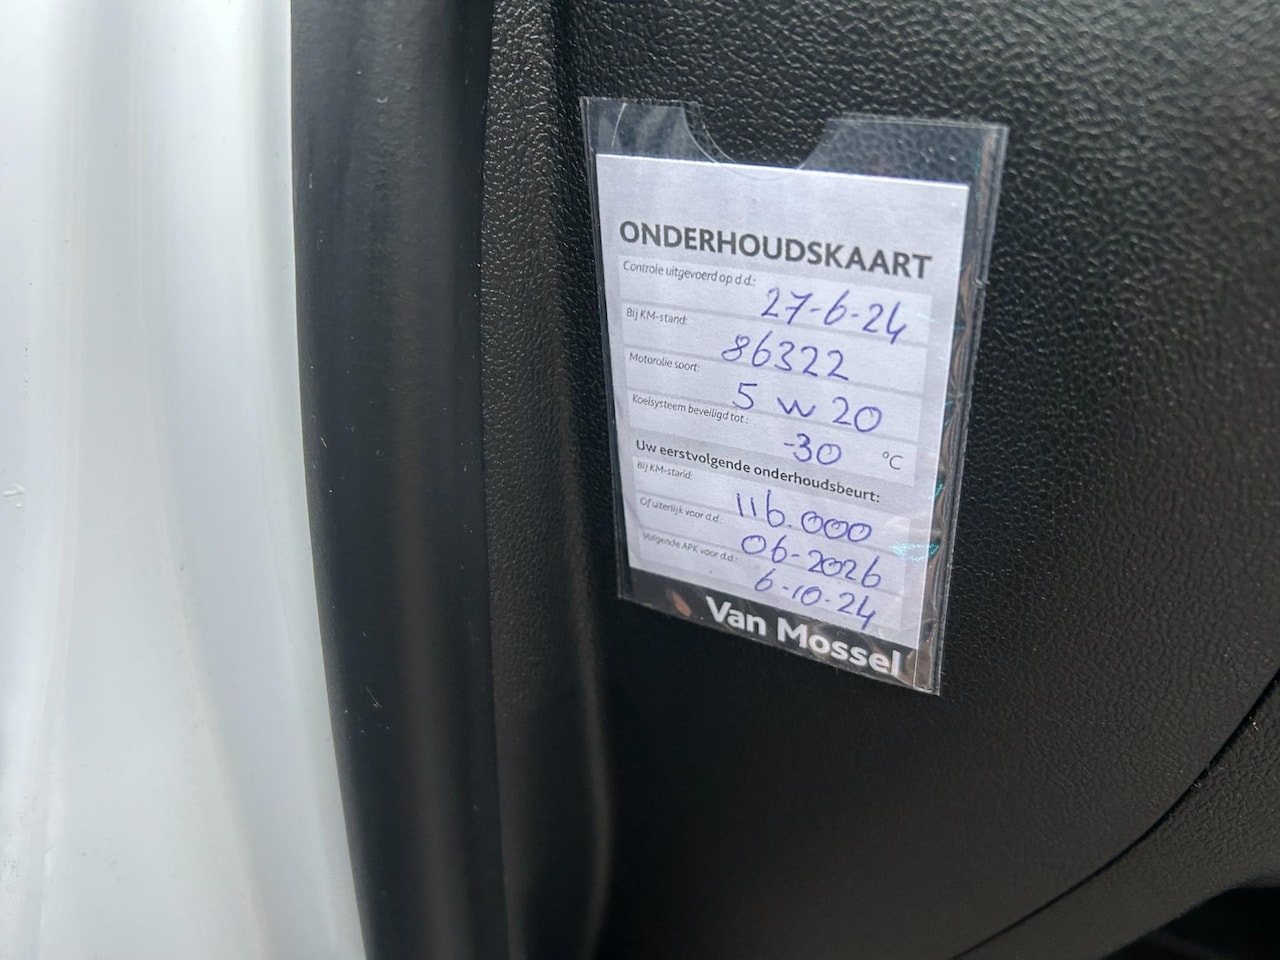 ONDERHOUDSKAART
Controle uitgevoerd op d.d.: 27-6-24
Bij KM-stand: 86322
Motorolie soort: 5 W 20
Koelsysteem beveiligd tot: -30 °C
Uw eerstvolgende onderhoudsbeurt:
Bij KM-stand: 116.000
Of uiterlijk voor d.d.: 06-2026
Volgende APK voor d.d.: 6-10-24
Van Mossel